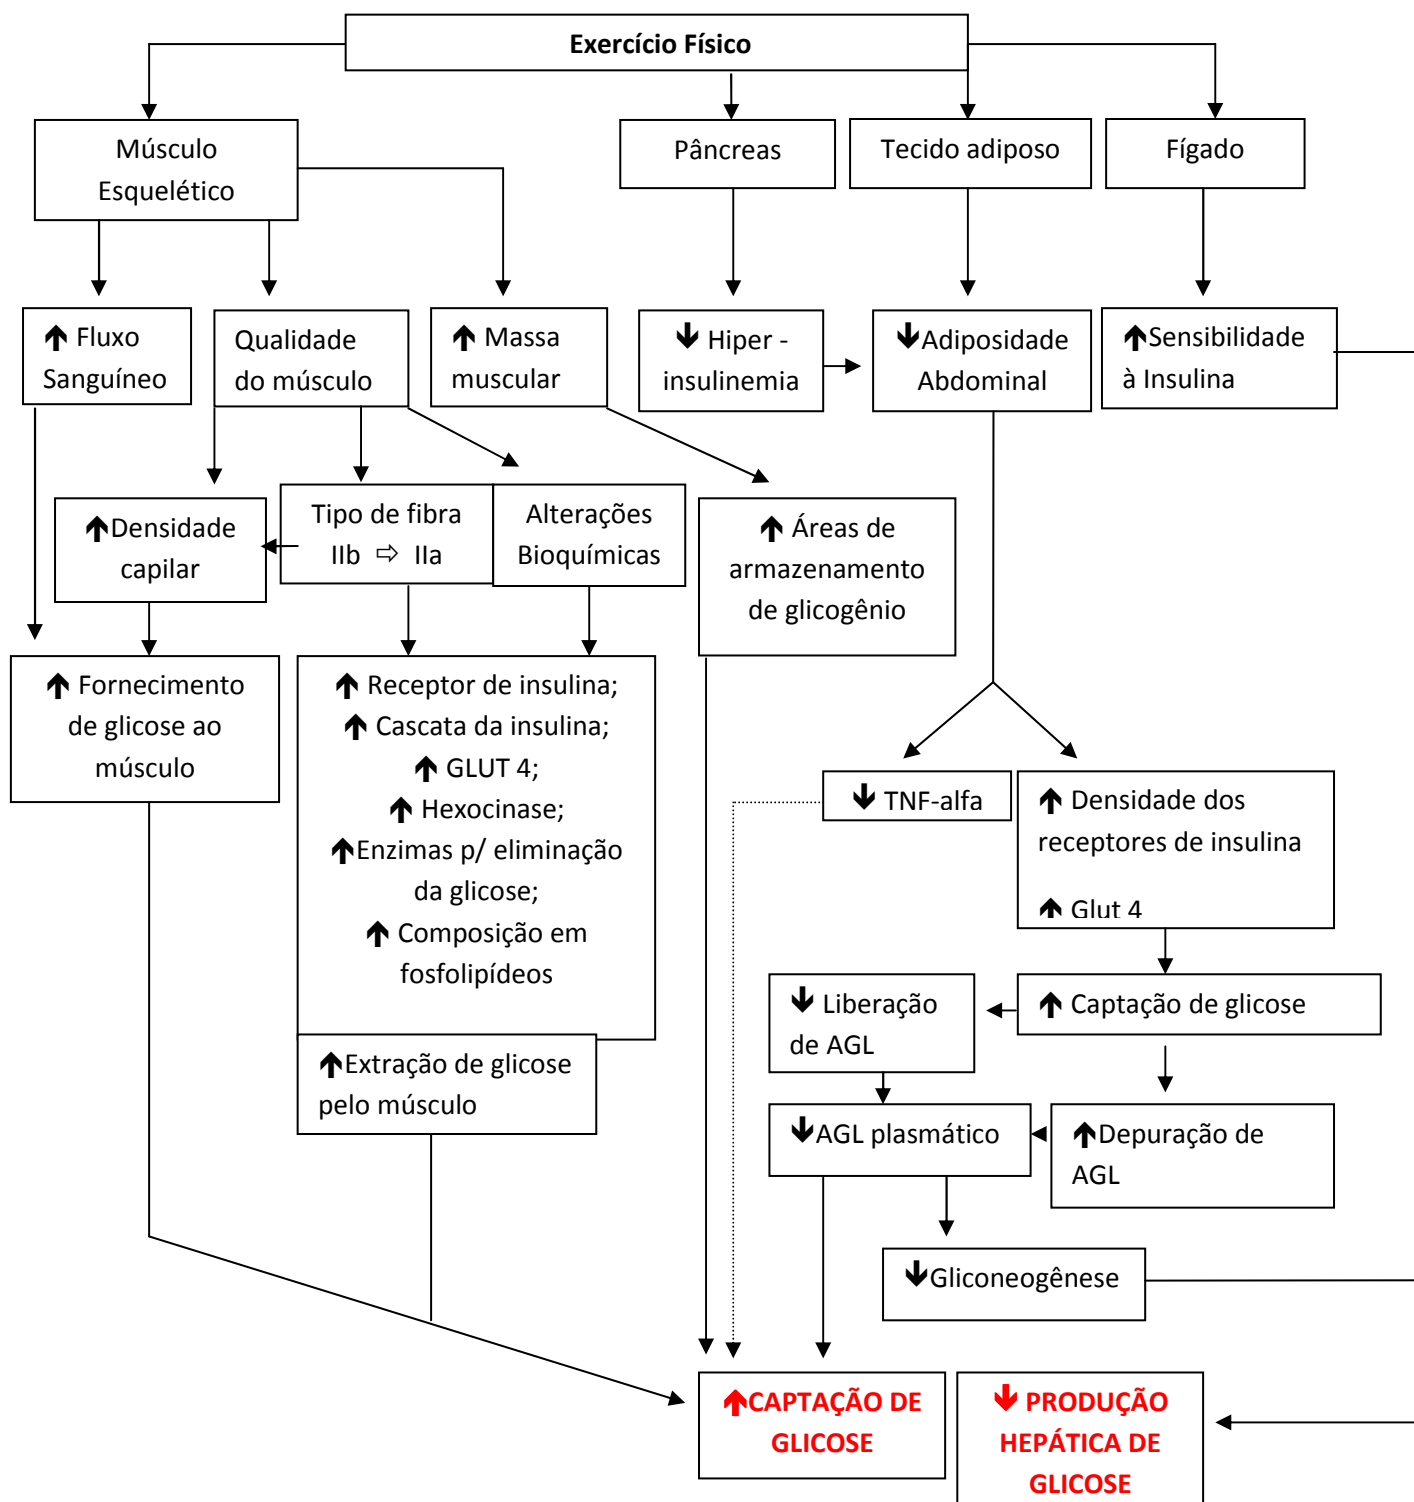 Exercício Físico
Músculo
Esquelético
Pâncreas
Tecido adiposo
Fígado
↑ Fluxo
Sanguíneo
Qualidade
do músculo
↑ Massa
muscular
↓ Hiper -
insulinemia
↓Adiposidade
Abdominal
↑Sensibilidade
à Insulina
↑Densidade
capilar
Tipo de fibra
IIb ⇨ IIa
Alterações
Bioquímicas
↑ Áreas de
armazenamento
de glicogênio
↑ Fornecimento
de glicose ao
músculo
↑ Receptor de insulina;
↑ Cascata da insulina;
↑ GLUT 4;
↑ Hexocinase;
↑Enzimas p/ eliminação
da glicose;
↑ Composição em
fosfolipídeos
↓ TNF-alfa
↑ Densidade dos
receptores de insulina
↑ Glut 4
↓ Liberação
de AGL
↑ Captação de glicose
↑Extração de glicose
pelo músculo
↓AGL plasmático
↑Depuração de
AGL
↓Gliconeogênese
↑CAPTAÇÃO DE
GLICOSE
↓ PRODUÇÃO
HEPÁTICA DE
GLICOSE